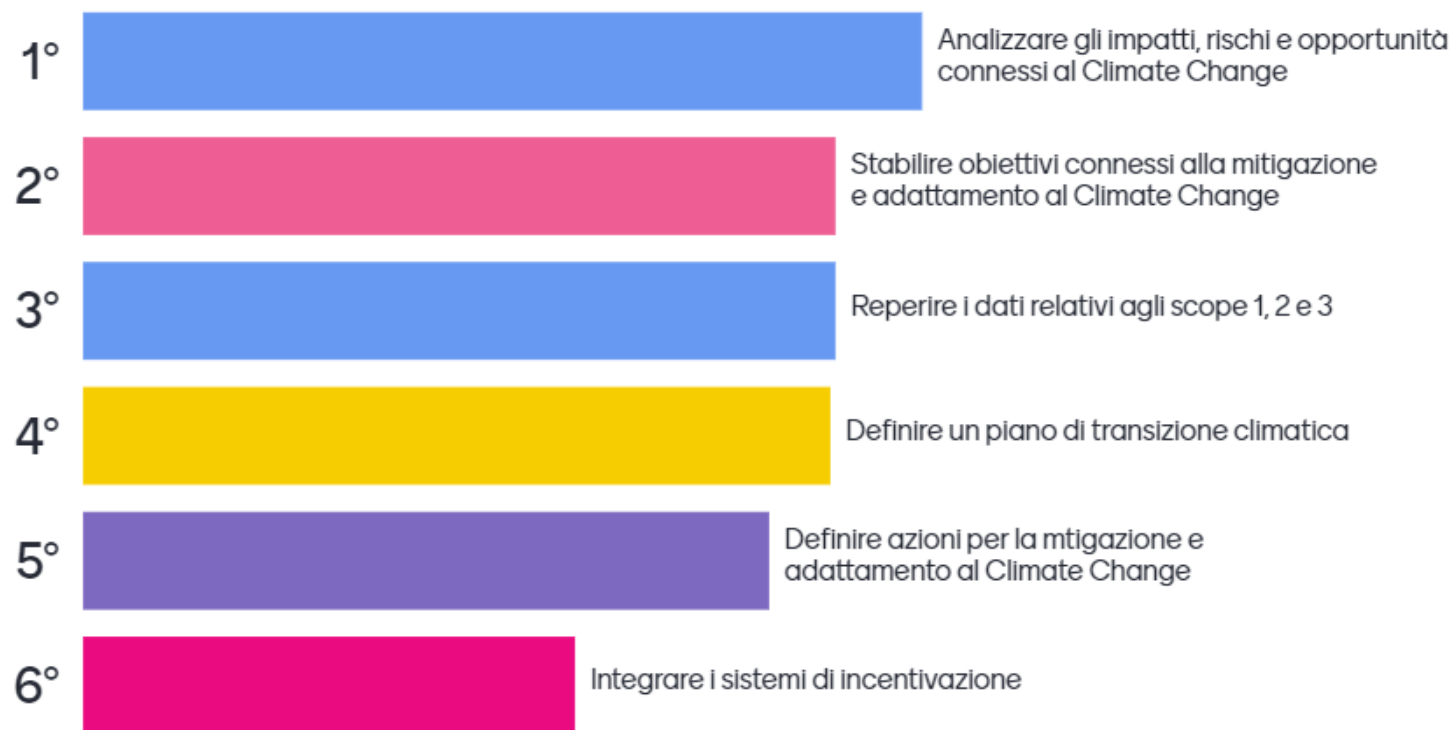 1°
Analizzare gli impatti, rischi e opportunità
connessi al Climate Change
2°
Stabilire obiettivi connessi alla mitigazione
e adattamento al Climate Change
3°
Reperire i dati relativi agli scope 1, 2 e 3
4°
Definire un piano di transizione climatica
5°
Definire azioni per la mtigazione e
adattamento al Climate Change
6°
Integrare i sistemi di incentivazione